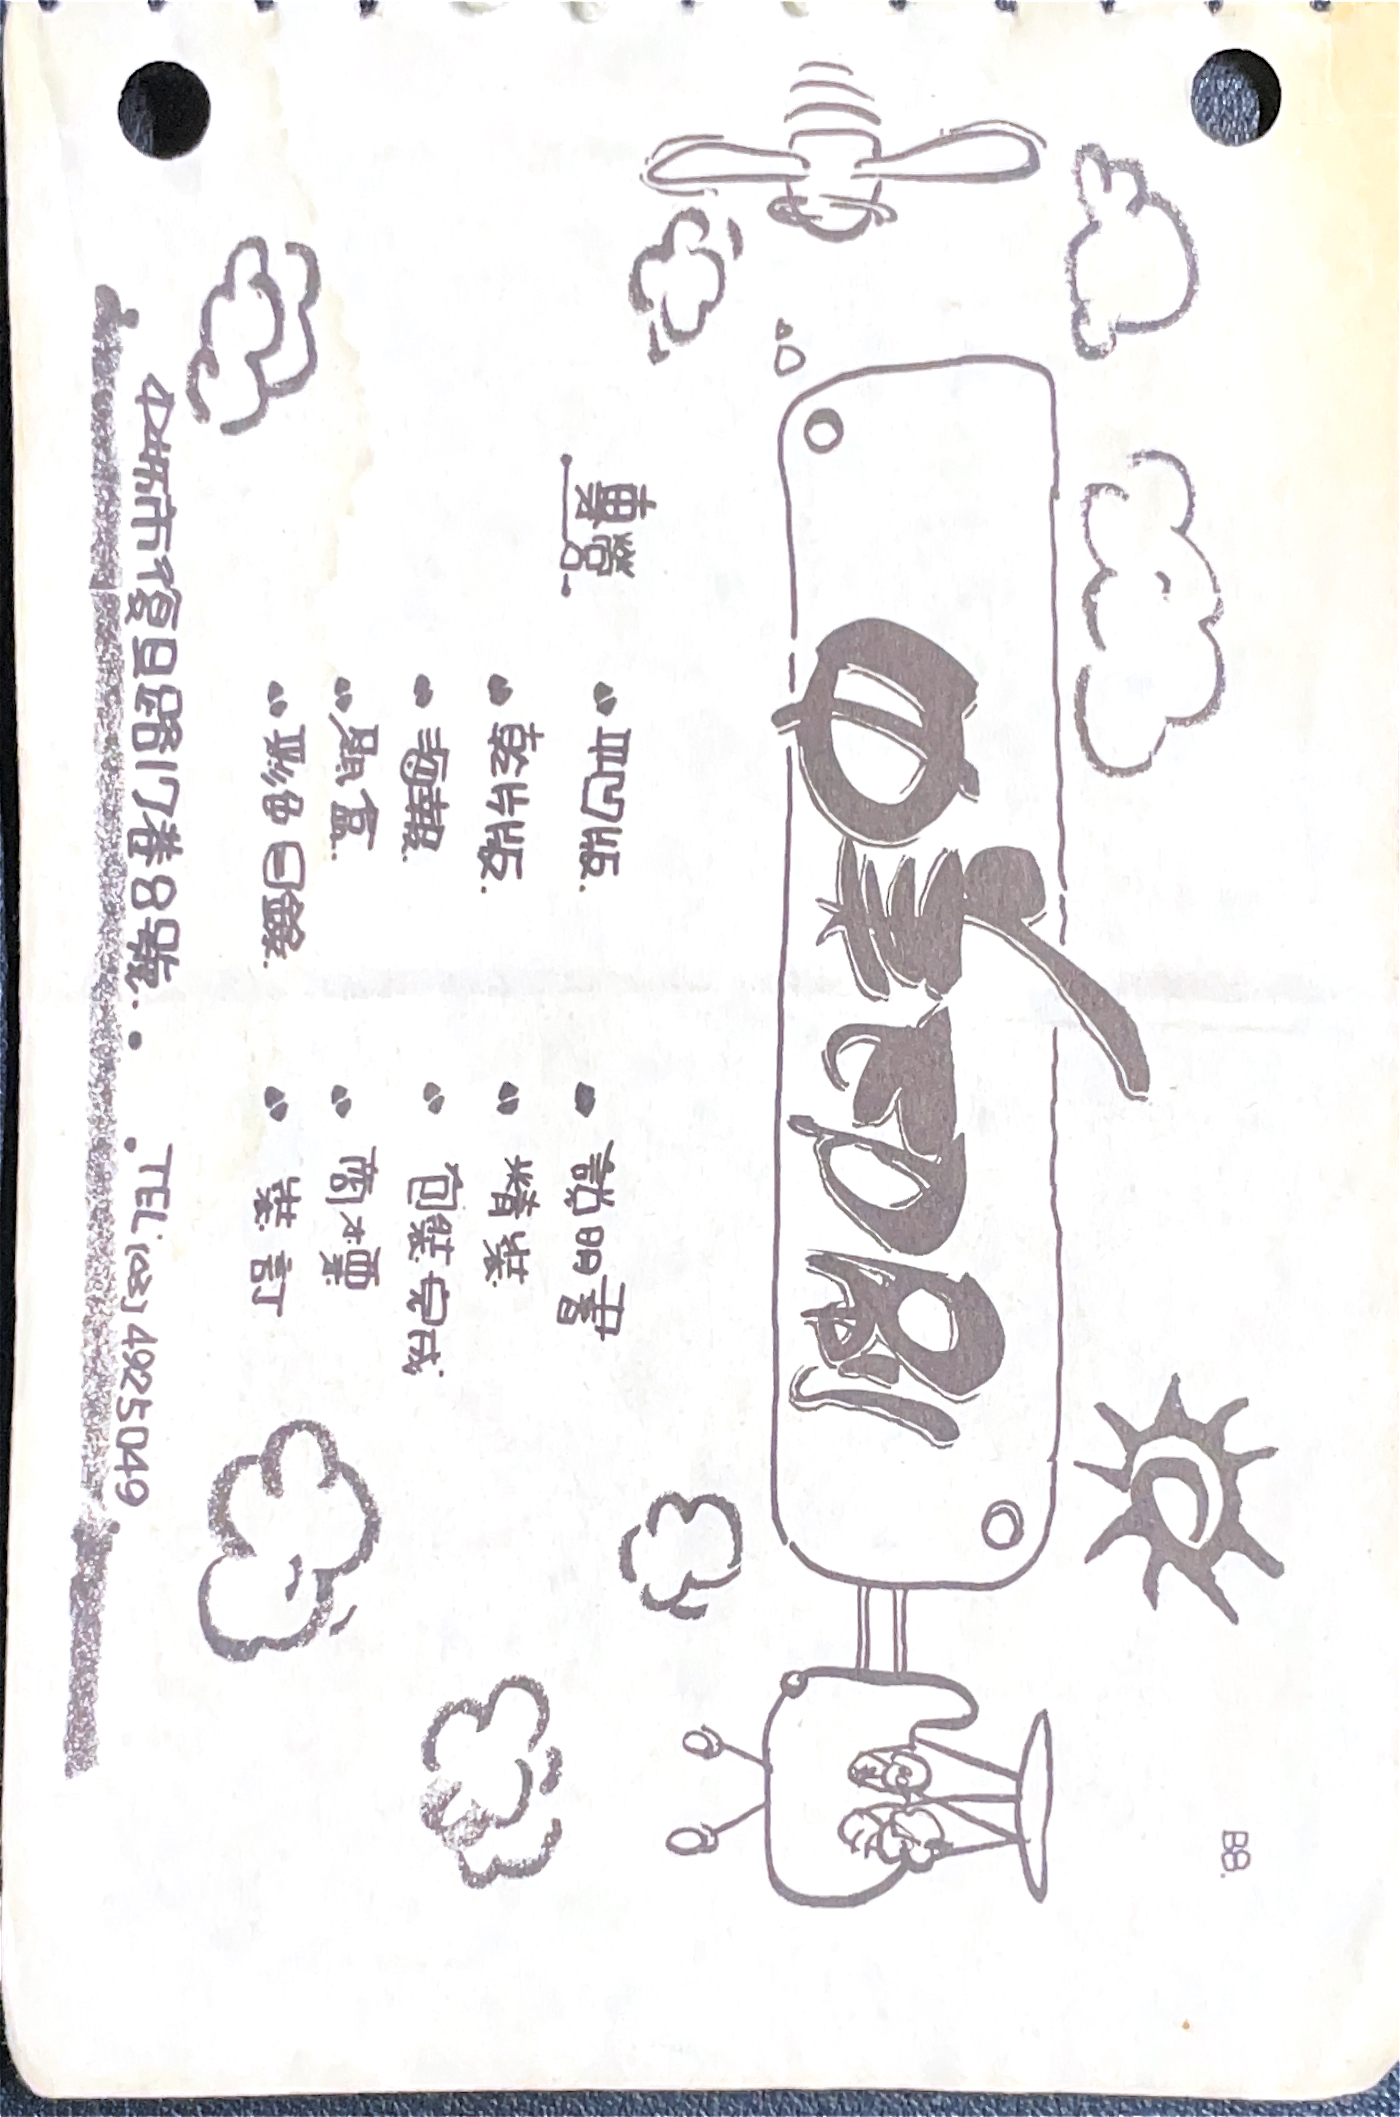 B8.
中美印刷
專營
平凹版.
乾片版.
海報.
盒.
彩色目錄.
說明書
精裝
包裝完成
商標
裝訂
中坜市復旦路17巷8號.
TEL:(03)4925049